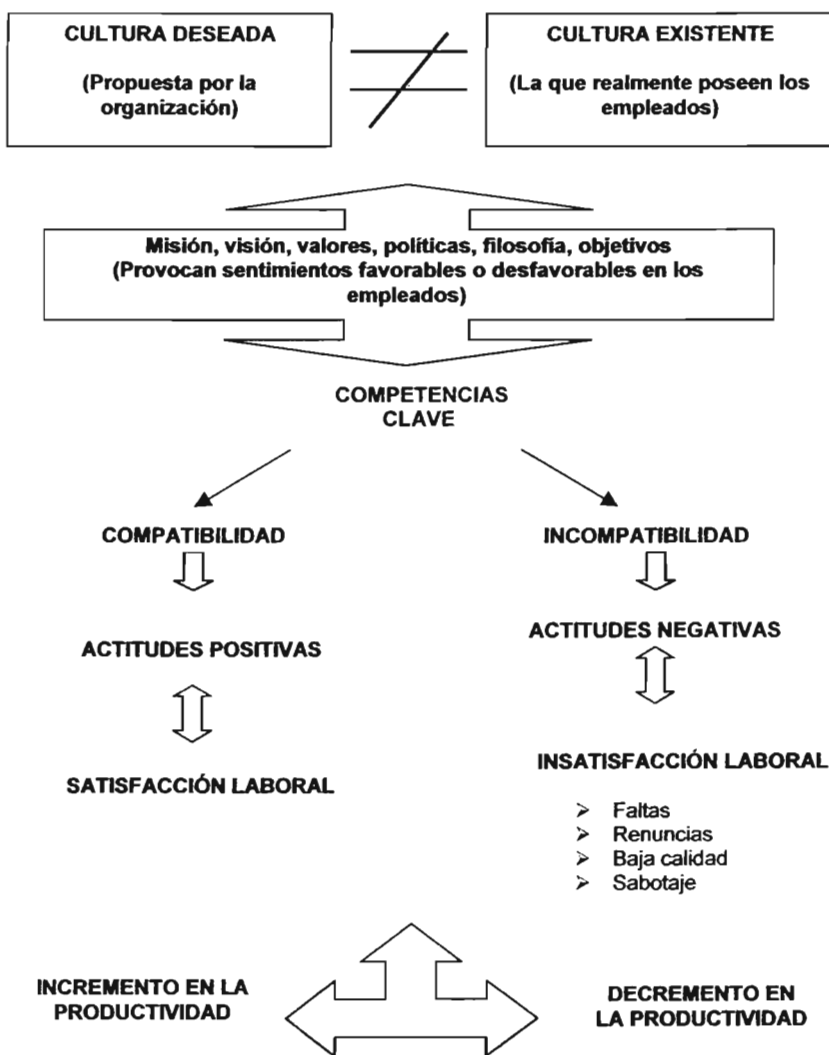 CULTURA DESEADA
(Propuesta por la
organización)
CULTURA EXISTENTE
(La que realmente poseen los
empleados)
Misión, visión, valores, políticas, filosofía, objetivos
(Provocan sentimientos favorables o desfavorables en los
empleados)
COMPETENCIAS
CLAVE
COMPATIBILIDAD
INCOMPATIBILIDAD
ACTITUDES POSITIVAS
ACTITUDES NEGATIVAS
SATISFACCIÓN LABORAL
INSATISFACCIÓN LABORAL
➢ Faltas
➢ Renuncias
➢ Baja calidad
➢ Sabotaje
INCREMENTO EN LA
PRODUCTIVIDAD
DECREMENTO EN
LA PRODUCTIVIDAD